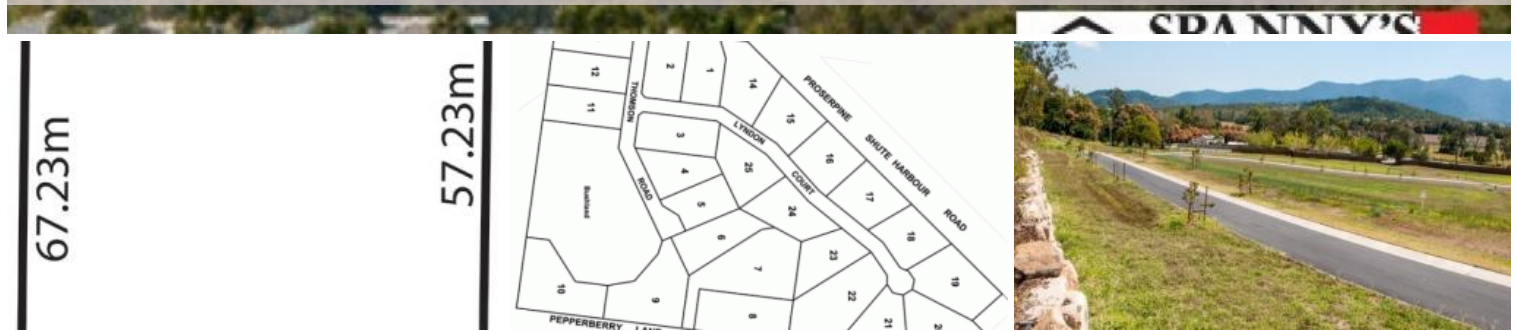 SPANNY'S
67.23m
57.23m
12
11
2
1
14
15
16
17
18
19
3
4
5
6
25
24
23
7
22
21
10
9
8
THOMSON
ROAD
LYNDON
COURT
PROSERPINE SHUTE HARBOUR ROAD
Bushland
PEPPERBERRY